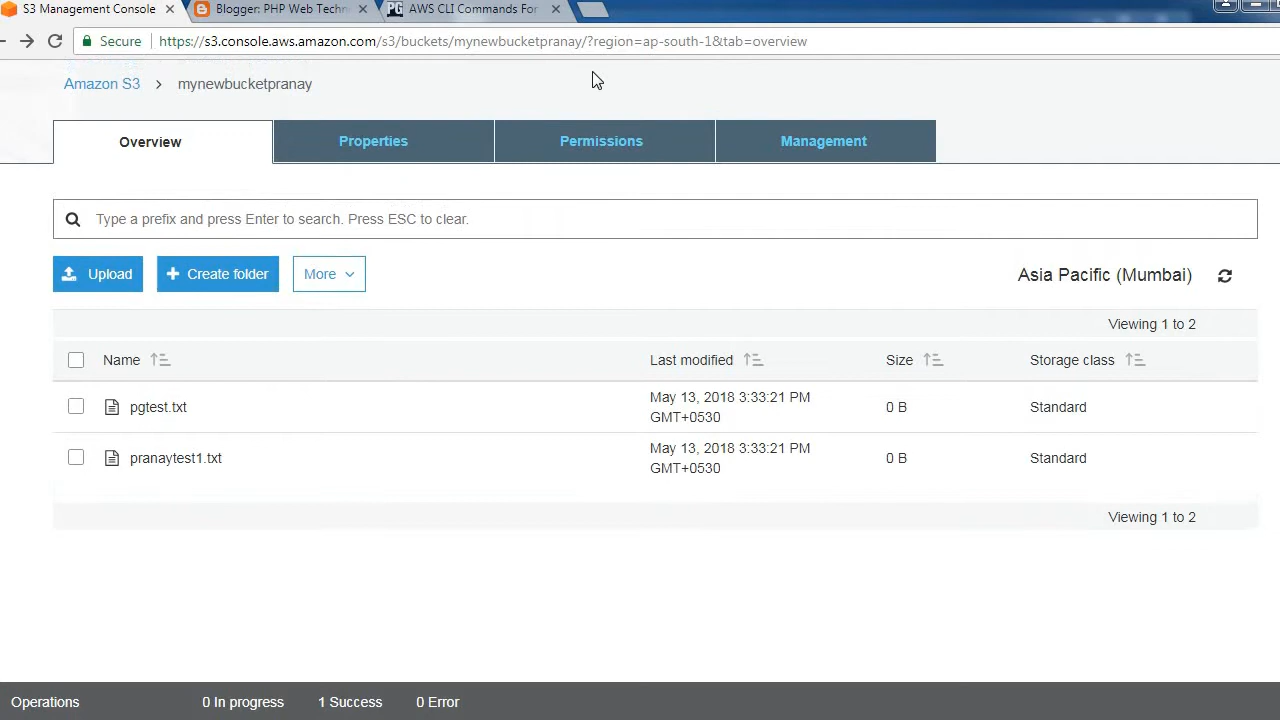 S3 Management Console
Blogger: PHP Web Techn
PG AWS CLI Commands For
Secure https://s3.console.aws.amazon.com/s3/buckets/mynewbucketpranay/?region=ap-south-1&tab=overview
Amazon S3 > mynewbucketpranay
Overview Properties Permissions Management
Type a prefix and press Enter to search. Press ESC to clear.
Upload Create folder More Asia Pacific (Mumbai)
Viewing 1 to 2
Name Last modified Size Storage class
pgtest.txt May 13, 2018 3:33:21 PM GMT+0530 0 B Standard
pranaytest1.txt May 13, 2018 3:33:21 PM GMT+0530 0 B Standard
Viewing 1 to 2
Operations 0 In progress 1 Success 0 Error